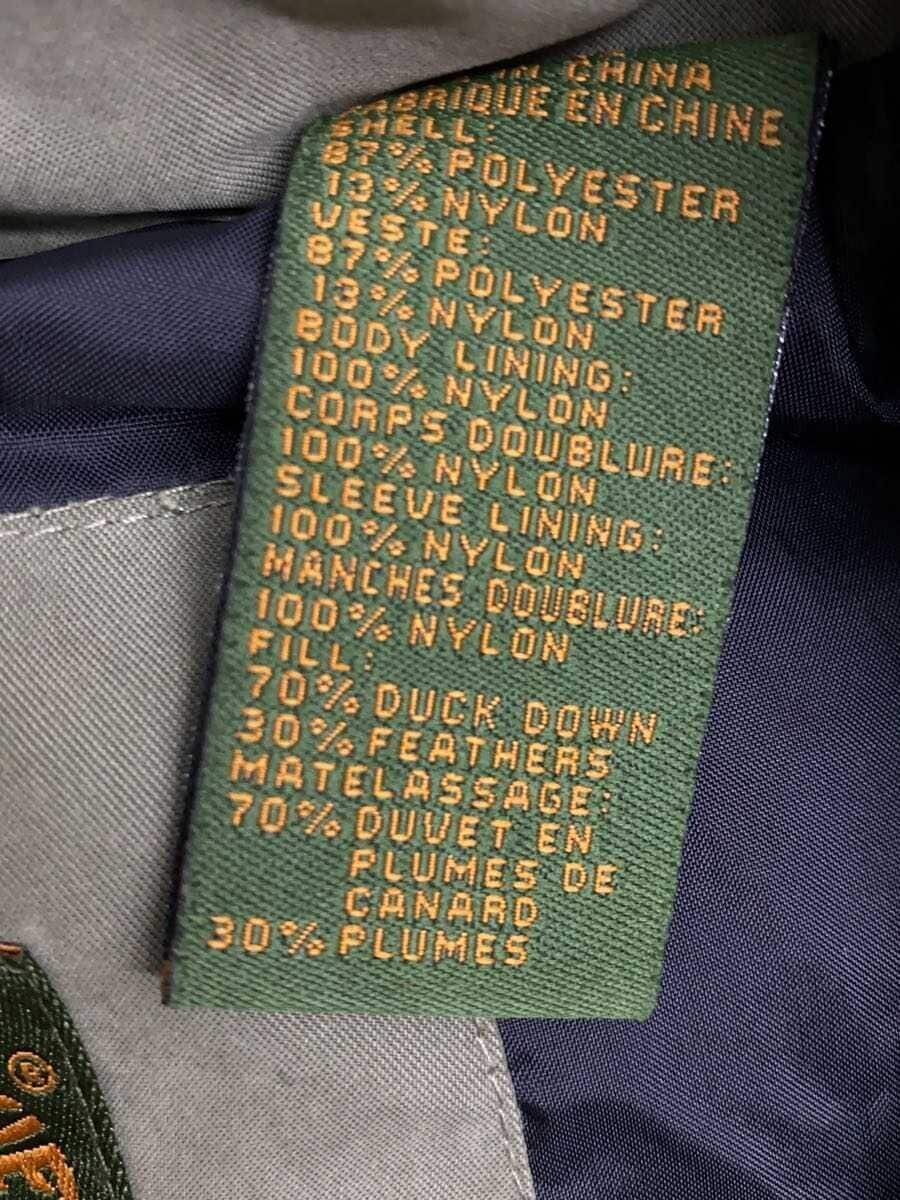 IN CHINA
FABRIQUE EN CHINE
SHELL:
87% POLYESTER
13% NYLON
VESTE:
87% POLYESTER
13% NYLON
BODY LINING:
100% NYLON
CORPS DOUBLURE:
100% NYLON
SLEEVE LINING:
100% NYLON
MANCHES DOUBLURE:
100% NYLON
FILL:
70% DUCK DOWN
30% FEATHERS
MATELASSAGE:
70% DUVET EN
PLUMES DE
CANARD
30% PLUMES
®